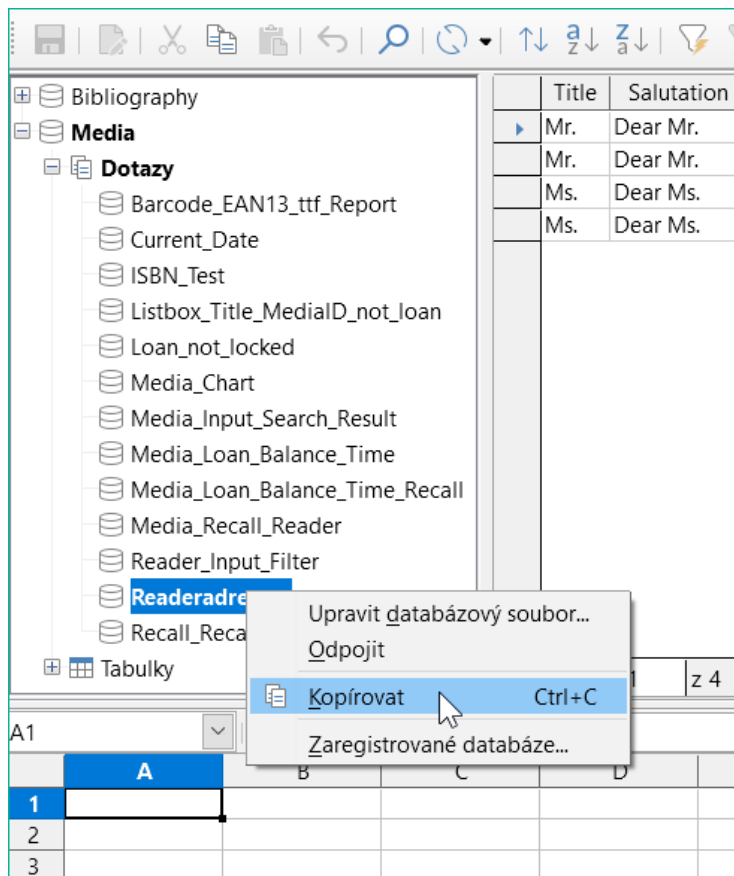 Title Salutation
Bibliography
Mr. Dear Mr.
Media
Mr. Dear Mr.
Dotazy
Ms. Dear Ms.
Barcode_EAN13_ttf_Report
Ms. Dear Ms.
Current_Date
ISBN_Test
Listbox_Title_MediaID_not_loan
Loan_not_locked
Media_Chart
Media_Input_Search_Result
Media_Loan_Balance_Time
Media_Loan_Balance_Time_Recall
Media_Recall_Reader
Reader_Input_Filter
Readeradre
Upravit databázový soubor...
Recall_Reca
Odpojit
Tabulky
1 z 4
Kopírovat Ctrl+C
A1
Zaregistrované databáze...
A B C D
1
2
3